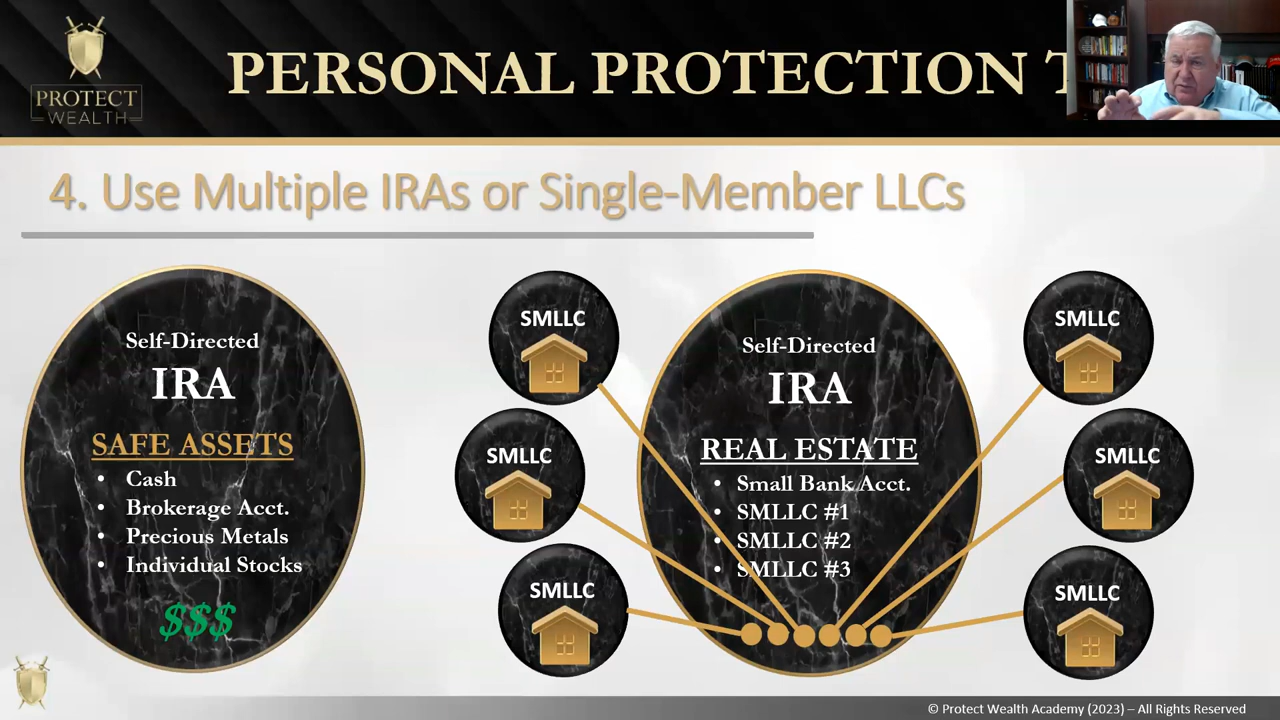 PROTECT
WEALTH
PERSONAL PROTECTION
4. Use Multiple IRAs or Single-Member LLCs
Self-Directed
IRA
SAFE ASSETS
• Cash
• Brokerage Acct.
• Precious Metals
• Individual Stocks
$$$
SMLLC
SMLLC
SMLLC
Self-Directed
IRA
REAL ESTATE
• Small Bank Acct.
• SMLLC #1
• SMLLC #2
• SMLLC #3
SMLLC
SMLLC
SMLLC
© Protect Wealth Academy (2023) – All Rights Reserved